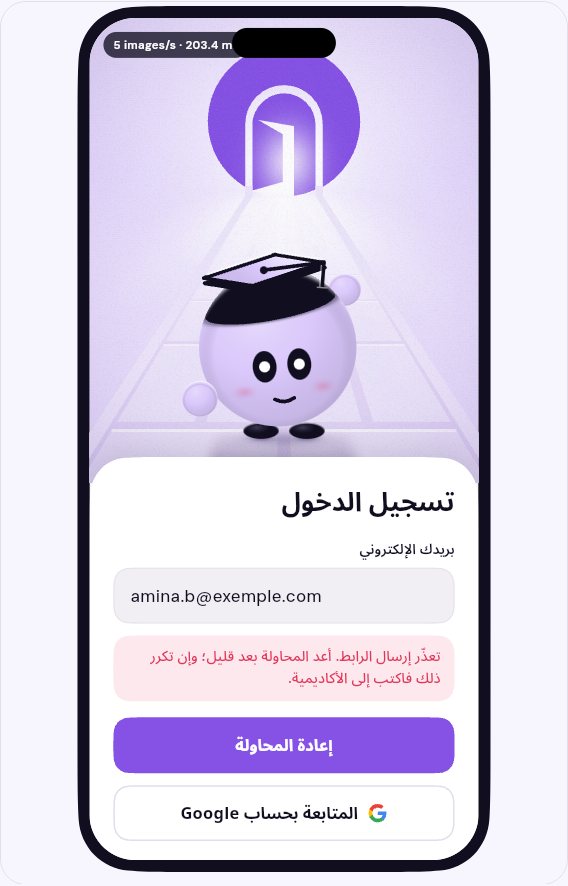 5 images/s · 203.4 m
تسجيل الدخول
بريدك الإلكتروني
amina.b@exemple.com
تعذّر إرسال الرابط. أعد المحاولة بعد قليل؛ وإن تكرر
ذلك فاكتب إلى الأكاديمية.
إعادة المحاولة
المتابعة بحساب Google